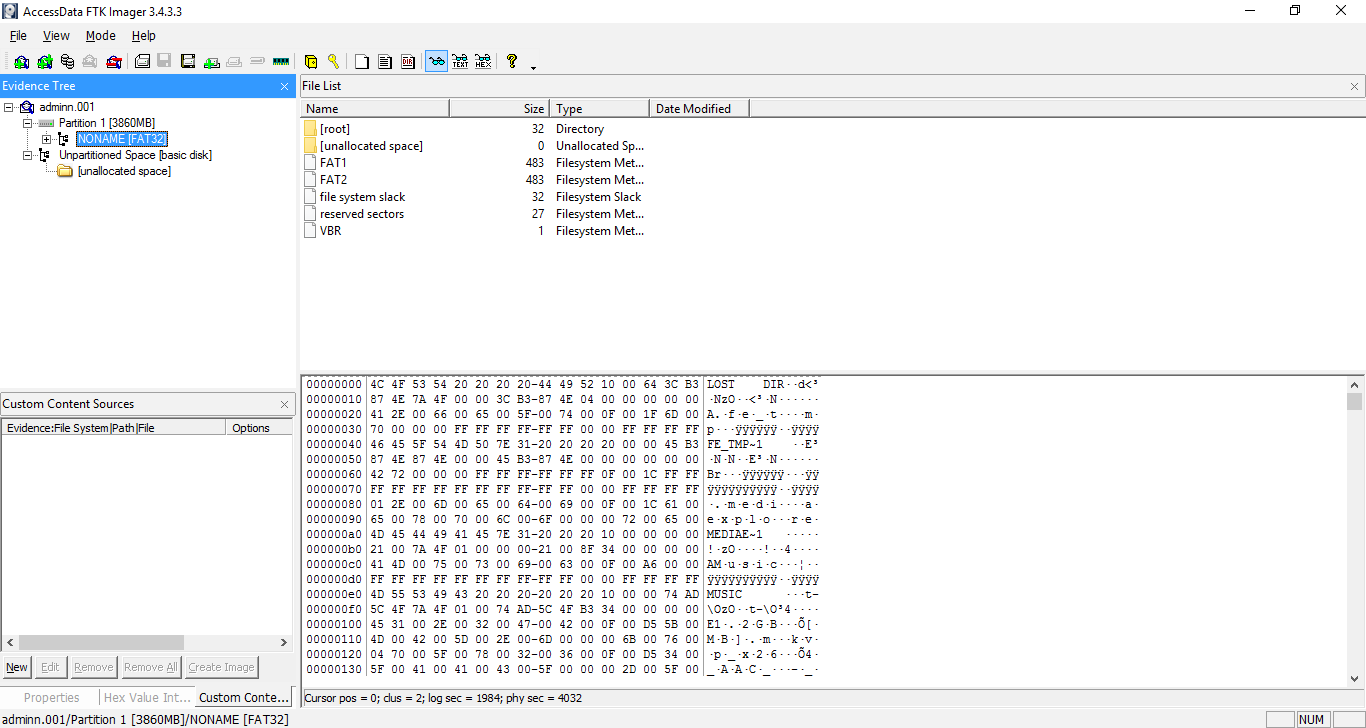 AccessData FTK Imager 3.4.3.3
File View Mode Help
Evidence Tree
adminn.001
Partition 1 [3860MB]
NONAME [FAT32]
Unpartitioned Space [basic disk]
[unallocated space]
File List
Name Size Type Date Modified
[root] 32 Directory
[unallocated space] 0 Unallocated Sp...
FAT1 483 Filesystem Met...
FAT2 483 Filesystem Met...
file system slack 32 Filesystem Slack
reserved sectors 27 Filesystem Met...
VBR 1 Filesystem Met...
Custom Content Sources
Evidence:File System|Path|File Options
New Edit Remove Remove All Create Image
Properties Hex Value Int... Custom Conte...
00000000 4C 4F 53 54 20 20 20 20-44 49 52 10 00 64 3C B3 LOST    DIR··d<³
00000010 87 4E 7A 4F 00 00 3C B3-87 4E 04 00 00 00 00 00 ·NzO··<³·N······
00000020 41 2E 00 66 00 65 00 5F-00 74 00 0F 00 1F 6D 00 A.·f·e·_·t····m·
00000030 70 00 00 00 FF FF FF FF-FF FF 00 00 FF FF FF FF p···ÿÿÿÿÿÿ··ÿÿÿÿ
00000040 46 45 5F 54 4D 50 7E 31-20 20 20 20 00 00 45 B3 FE_TMP~1    ··E³
00000050 87 4E 87 4E 00 00 45 B3-87 4E 00 00 00 00 00 00 ·N·N··E³·N······
00000060 42 72 00 00 00 FF FF FF-FF FF FF 0F 00 1C FF FF Br···ÿÿÿÿÿÿ···ÿÿ
00000070 FF FF FF FF FF FF FF FF-FF FF 00 00 FF FF FF FF ÿÿÿÿÿÿÿÿÿÿ··ÿÿÿÿ
00000080 01 2E 00 6D 00 65 00 64-00 69 00 0F 00 1C 61 00 ·.·m·e·d·i····a·
00000090 65 00 78 00 70 00 6C 00-6F 00 00 00 72 00 65 00 e·x·p·l·o···r·e·
000000a0 4D 45 44 49 41 45 7E 31-20 20 20 10 00 00 00 00 MEDIAE~1   ·····
000000b0 21 00 7A 4F 01 00 00 00-21 00 8F 34 00 00 00 00 !·zO····!··4····
000000c0 41 4D 00 75 00 73 00 69-00 63 00 0F 00 A6 00 00 AM·u·s·i·c···¦··
000000d0 FF FF FF FF FF FF FF FF-FF FF 00 00 FF FF FF FF ÿÿÿÿÿÿÿÿÿÿ··ÿÿÿÿ
000000e0 4D 55 53 49 43 20 20 20-20 20 20 10 00 00 74 AD MUSIC      ···t-
000000f0 5C 4F 7A 4F 01 00 74 AD-5C 4F B3 34 00 00 00 00 \OzO··t-\O³4····
00000100 45 31 00 2E 00 32 00 47-00 42 00 0F 00 D5 5B 00 E1·.·2·G·B···Õ[·
00000110 4D 00 42 00 5D 00 2E 00-6D 00 00 00 6B 00 76 00 M·B·]·.·m···k·v·
00000120 04 70 00 5F 00 78 00 32-00 36 00 0F 00 D5 34 00 ·p·_·x·2·6···Õ4·
00000130 5F 00 41 00 41 00 43 00-5F 00 00 00 2D 00 5F 00 _·A·A·C·_···-·_·
Cursor pos = 0; clus = 2; log sec = 1984; phy sec = 4032
adminn.001/Partition 1 [3860MB]/NONAME [FAT32] NUM